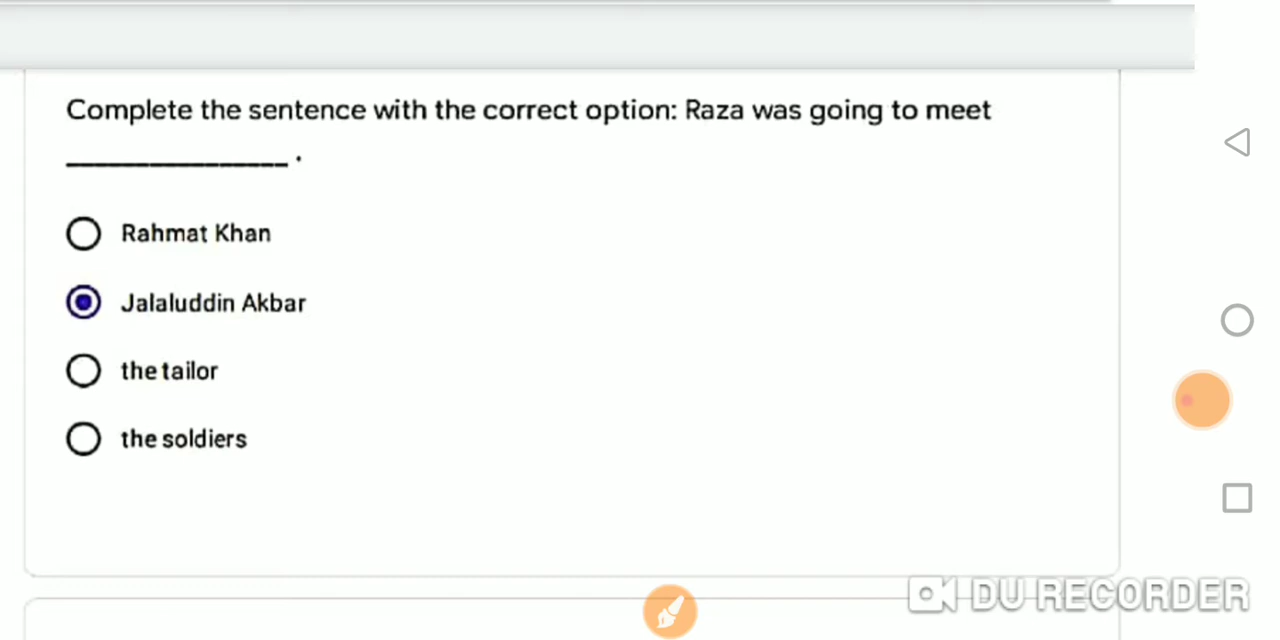 Complete the sentence with the correct option: Raza was going to meet
________________ .
Rahmat Khan
Jalaluddin Akbar
the tailor
the soldiers
DU RECORDER